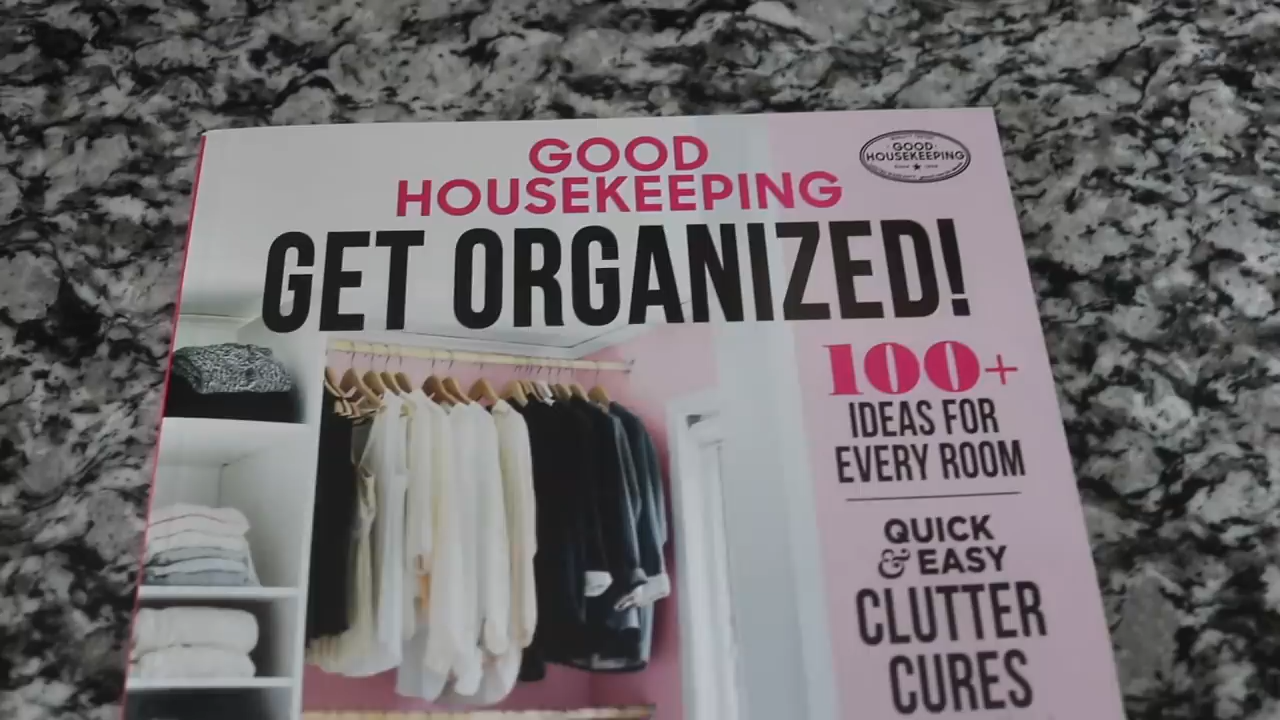 GOOD
HOUSEKEEPING
GOOD
HOUSEKEEPING
GET ORGANIZED!
100+
IDEAS FOR
EVERY ROOM
QUICK
& EASY
CLUTTER
CURES